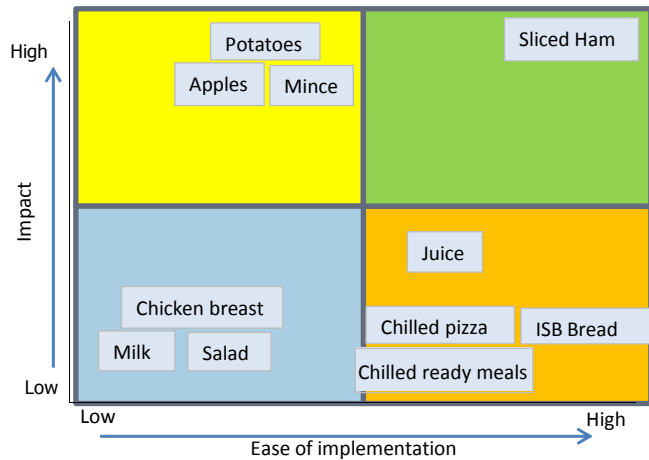 High
Potatoes
Sliced Ham
Apples
Mince
Impact
Juice
Chicken breast
Chilled pizza
ISB Bread
Milk
Salad
Chilled ready meals
Low
Low
High
Ease of implementation